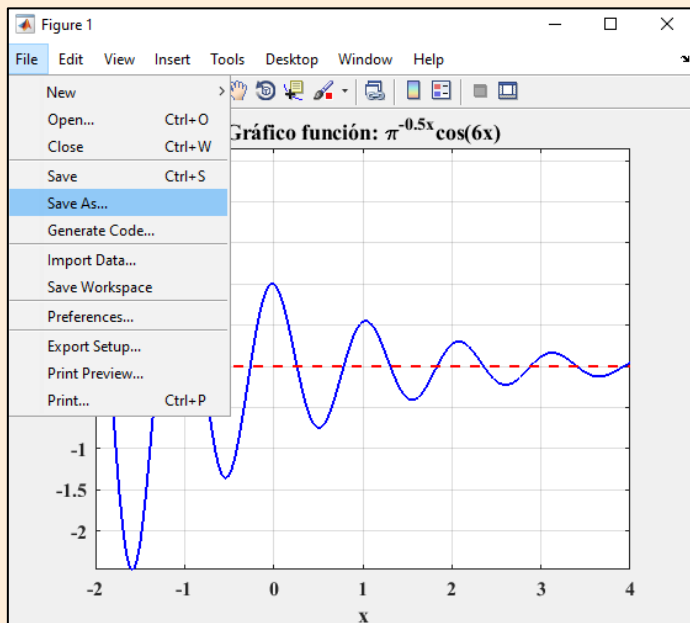 Figure 1
File Edit View Insert Tools Desktop Window Help
New
Open... Ctrl+O
Close Ctrl+W
Save Ctrl+S
Save As...
Generate Code...
Import Data...
Save Workspace
Preferences...
Export Setup...
Print Preview...
Print... Ctrl+P
Gráfico función: π^-0.5x cos(6x)
-1
-1.5
-2
-2 -1 0 1 2 3 4
x